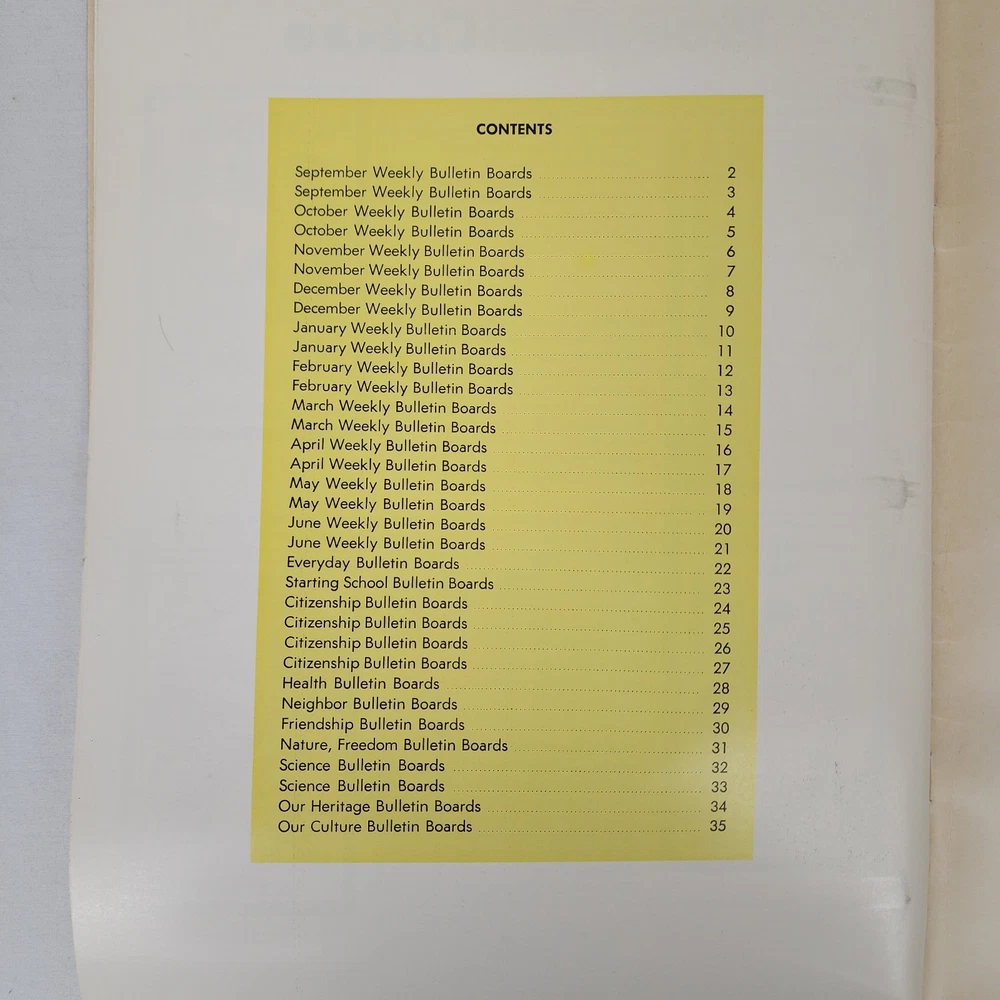 CONTENTS
September Weekly Bulletin Boards 2
September Weekly Bulletin Boards 3
October Weekly Bulletin Boards 4
October Weekly Bulletin Boards 5
November Weekly Bulletin Boards 6
November Weekly Bulletin Boards 7
December Weekly Bulletin Boards 8
December Weekly Bulletin Boards 9
January Weekly Bulletin Boards 10
January Weekly Bulletin Boards 11
February Weekly Bulletin Boards 12
February Weekly Bulletin Boards 13
March Weekly Bulletin Boards 14
March Weekly Bulletin Boards 15
April Weekly Bulletin Boards 16
April Weekly Bulletin Boards 17
May Weekly Bulletin Boards 18
May Weekly Bulletin Boards 19
June Weekly Bulletin Boards 20
June Weekly Bulletin Boards 21
Everyday Bulletin Boards 22
Starting School Bulletin Boards 23
Citizenship Bulletin Boards 24
Citizenship Bulletin Boards 25
Citizenship Bulletin Boards 26
Citizenship Bulletin Boards 27
Health Bulletin Boards 28
Neighbor Bulletin Boards 29
Friendship Bulletin Boards 30
Nature, Freedom Bulletin Boards 31
Science Bulletin Boards 32
Science Bulletin Boards 33
Our Heritage Bulletin Boards 34
Our Culture Bulletin Boards 35